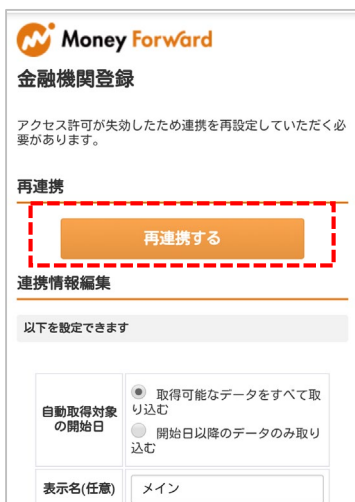 Money Forward
金融機関登録
アクセス許可が失効したため連携を再設定していただく必
要があります。
再連携
再連携する
連携情報編集
以下を設定できます
自動取得対象
の開始日
取得可能なデータをすべて取
り込む
開始日以降のデータのみ取り
込む
表示名(任意)
メイン